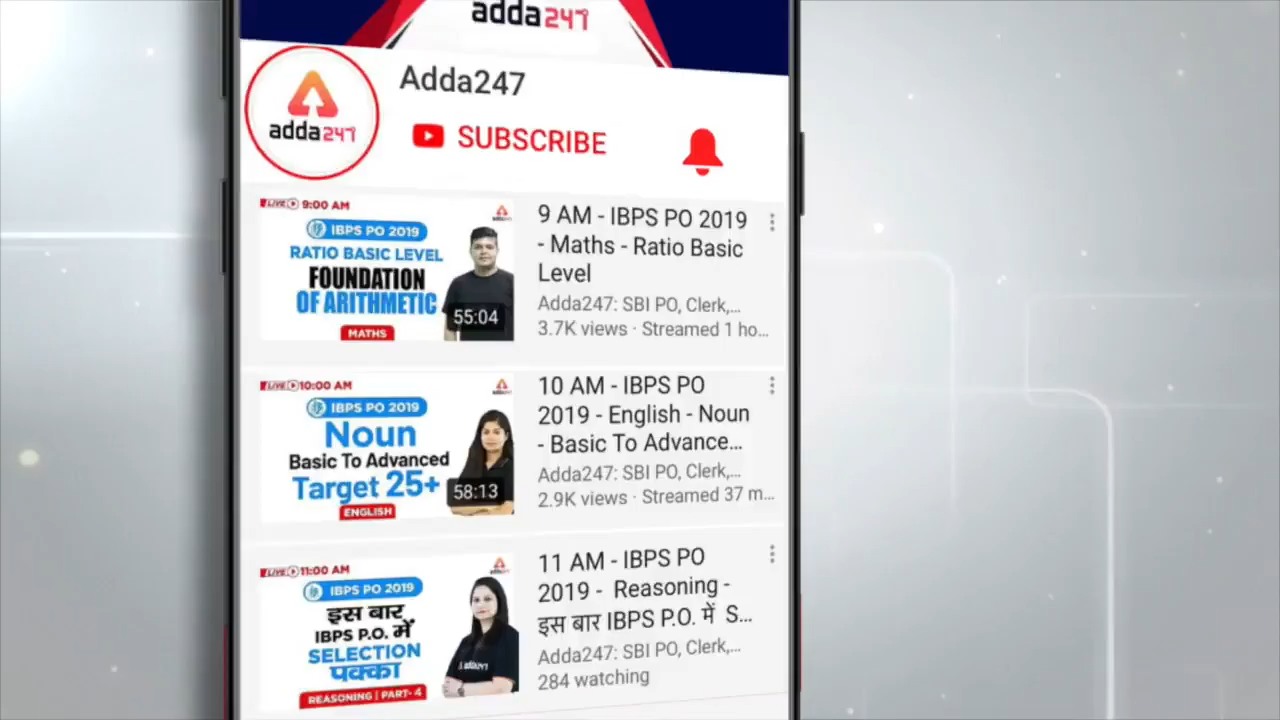 adda247
adda247
Adda247
SUBSCRIBE
LIVE 9:00 AM
IBPS PO 2019
RATIO BASIC LEVEL
FOUNDATION
OF ARITHMETIC
MATHS
55:04
9 AM - IBPS PO 2019
- Maths - Ratio Basic
Level
Adda247: SBI PO, Clerk,...
3.7K views · Streamed 1 ho...
LIVE 10:00 AM
IBPS PO 2019
Noun
Basic To Advanced
Target 25+
ENGLISH
58:13
10 AM - IBPS PO
2019 - English - Noun
- Basic To Advance...
Adda247: SBI PO, Clerk,...
2.9K views · Streamed 37 m...
LIVE 11:00 AM
adda247
IBPS PO 2019
इस बार
IBPS P.O. में
SELECTION
पक्का
REASONING | PART- 4
adda247
11 AM - IBPS PO
2019 - Reasoning -
इस बार IBPS P.O. में S...
Adda247: SBI PO, Clerk,...
284 watching